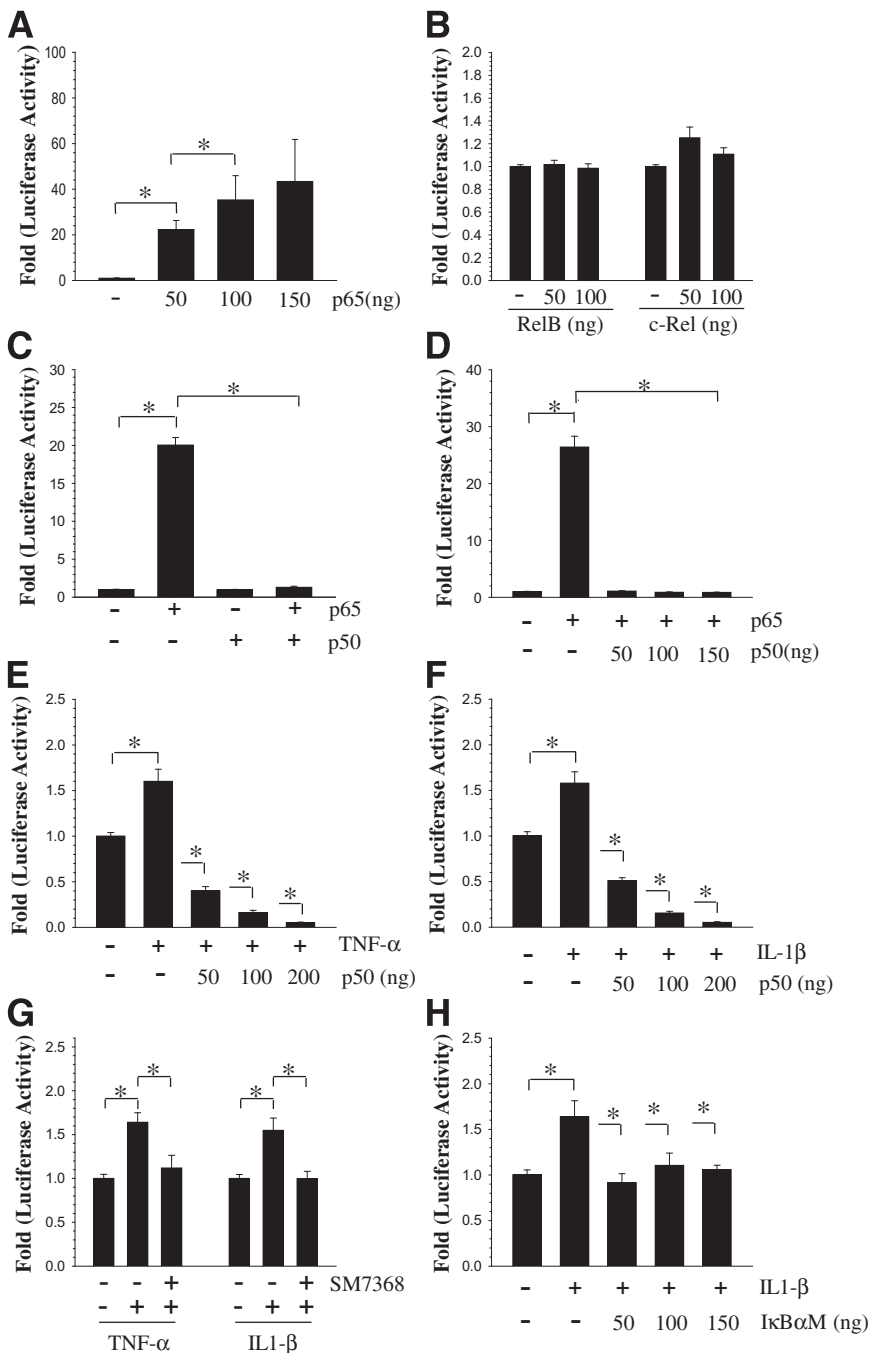 A
B
Fold (Luciferase Activity)
100
80
60
40
20
0
*
*
- 50 100 150 p65(ng)
Fold (Luciferase Activity)
2.0
1.8
1.6
1.4
1.2
1.0
0.8
0.6
0.4
0.2
0.0
- 50 100 - 50 100
RelB (ng) c-Rel (ng)
C
D
Fold (Luciferase Activity)
30
25
20
15
10
5
0
*
*
- + - + p65
- - + + p50
Fold (Luciferase Activity)
40
30
20
10
0
*
*
- + + + + p65
- - 50 100 150 p50(ng)
E
F
Fold (Luciferase Activity)
2.5
2.0
1.5
1.0
0.5
0.0
* * * *
- + + + + TNF-α
- - 50 100 200 p50 (ng)
Fold (Luciferase Activity)
2.5
2.0
1.5
1.0
0.5
0.0
* * * *
- + + + + IL-1β
- - 50 100 200 p50 (ng)
G
H
Fold (Luciferase Activity)
2.5
2.0
1.5
1.0
0.5
0.0
* * * *
- - + - - + SM7368
- + + - + +
TNF-α IL1-β
Fold (Luciferase Activity)
2.5
2.0
1.5
1.0
0.5
0.0
* * * *
- + + + + IL1-β
- - 50 100 150 IκBαM (ng)